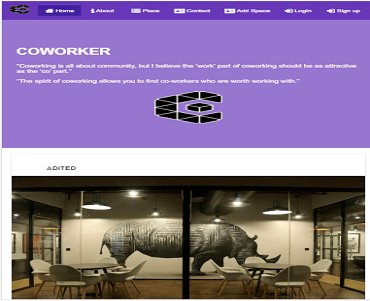 Home About Place Contact Add Space Login Sign up
COWORKER
"Coworking is all about community, but I believe the 'work' part of coworking should be as attractive
as the 'co' part."
"The spirit of coworking allows you to find co-workers who are worth working with."
ADITED